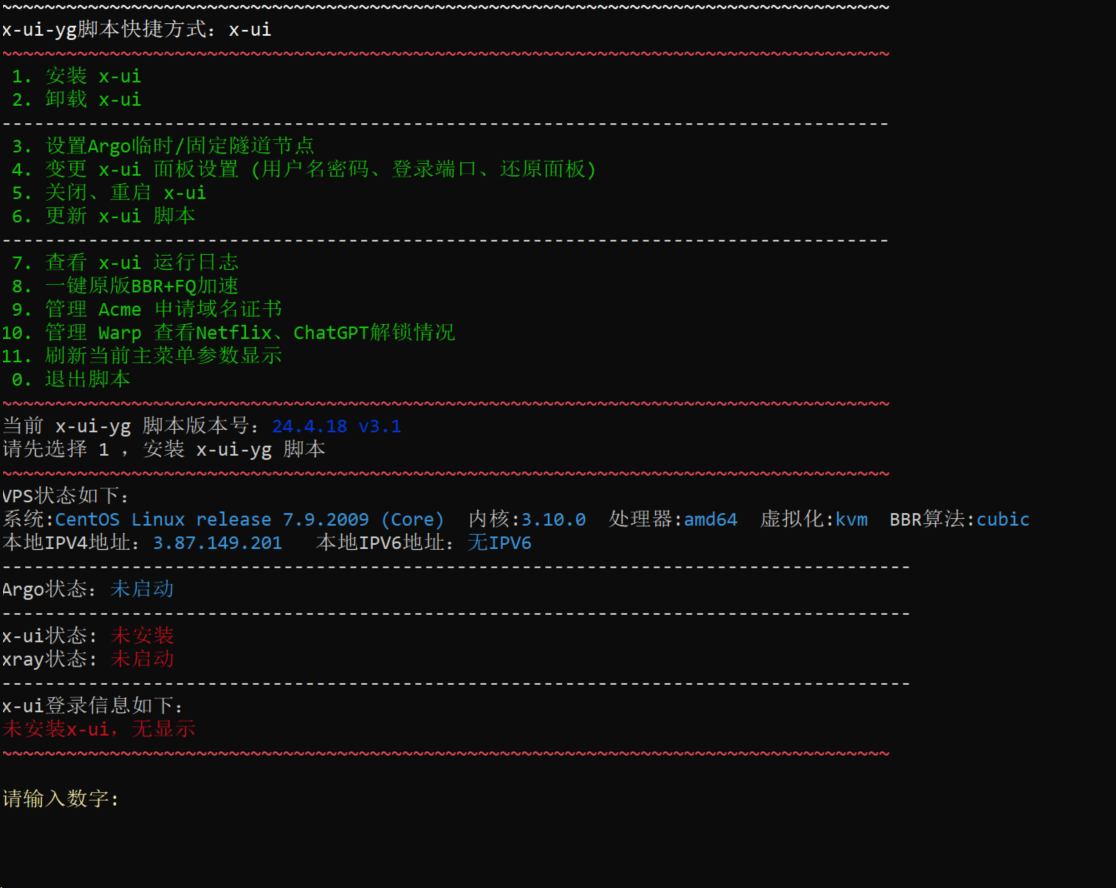 ~~~~~~~~~~~~~~~~~~~~~~~~~~~~~~~~~~~~~~~~~~~~~~~~~~~~~~~~~~~~~~~~~~~~~~~~~~~~~~~~~~
x-ui-yg脚本快捷方式：x-ui
~~~~~~~~~~~~~~~~~~~~~~~~~~~~~~~~~~~~~~~~~~~~~~~~~~~~~~~~~~~~~~~~~~~~~~~~~~~~~~~~~~
 1. 安装 x-ui
 2. 卸载 x-ui
----------------------------------------------------------------------------------
 3. 设置Argo临时/固定隧道节点
 4. 变更 x-ui 面板设置 (用户名密码、登录端口、还原面板)
 5. 关闭、重启 x-ui
 6. 更新 x-ui 脚本
----------------------------------------------------------------------------------
 7. 查看 x-ui 运行日志
 8. 一键原版BBR+FQ加速
 9. 管理 Acme 申请域名证书
10. 管理 Warp 查看Netflix、ChatGPT解锁情况
11. 刷新当前主菜单参数显示
 0. 退出脚本
~~~~~~~~~~~~~~~~~~~~~~~~~~~~~~~~~~~~~~~~~~~~~~~~~~~~~~~~~~~~~~~~~~~~~~~~~~~~~~~~~~
当前 x-ui-yg 脚本版本号：24.4.18 v3.1
请先选择 1 ，安装 x-ui-yg 脚本
~~~~~~~~~~~~~~~~~~~~~~~~~~~~~~~~~~~~~~~~~~~~~~~~~~~~~~~~~~~~~~~~~~~~~~~~~~~~~~~~~~
VPS状态如下：
系统:CentOS Linux release 7.9.2009 (Core)  内核:3.10.0  处理器:amd64  虚拟化:kvm  BBR算法:cubic
本地IPV4地址：3.87.149.201   本地IPV6地址：无IPV6
------------------------------------------------------------------------------------
Argo状态：未启动
------------------------------------------------------------------------------------
x-ui状态: 未安装
xray状态: 未启动
------------------------------------------------------------------------------------
x-ui登录信息如下：
未安装x-ui，无显示
~~~~~~~~~~~~~~~~~~~~~~~~~~~~~~~~~~~~~~~~~~~~~~~~~~~~~~~~~~~~~~~~~~~~~~~~~~~~~~~~~~
请输入数字: